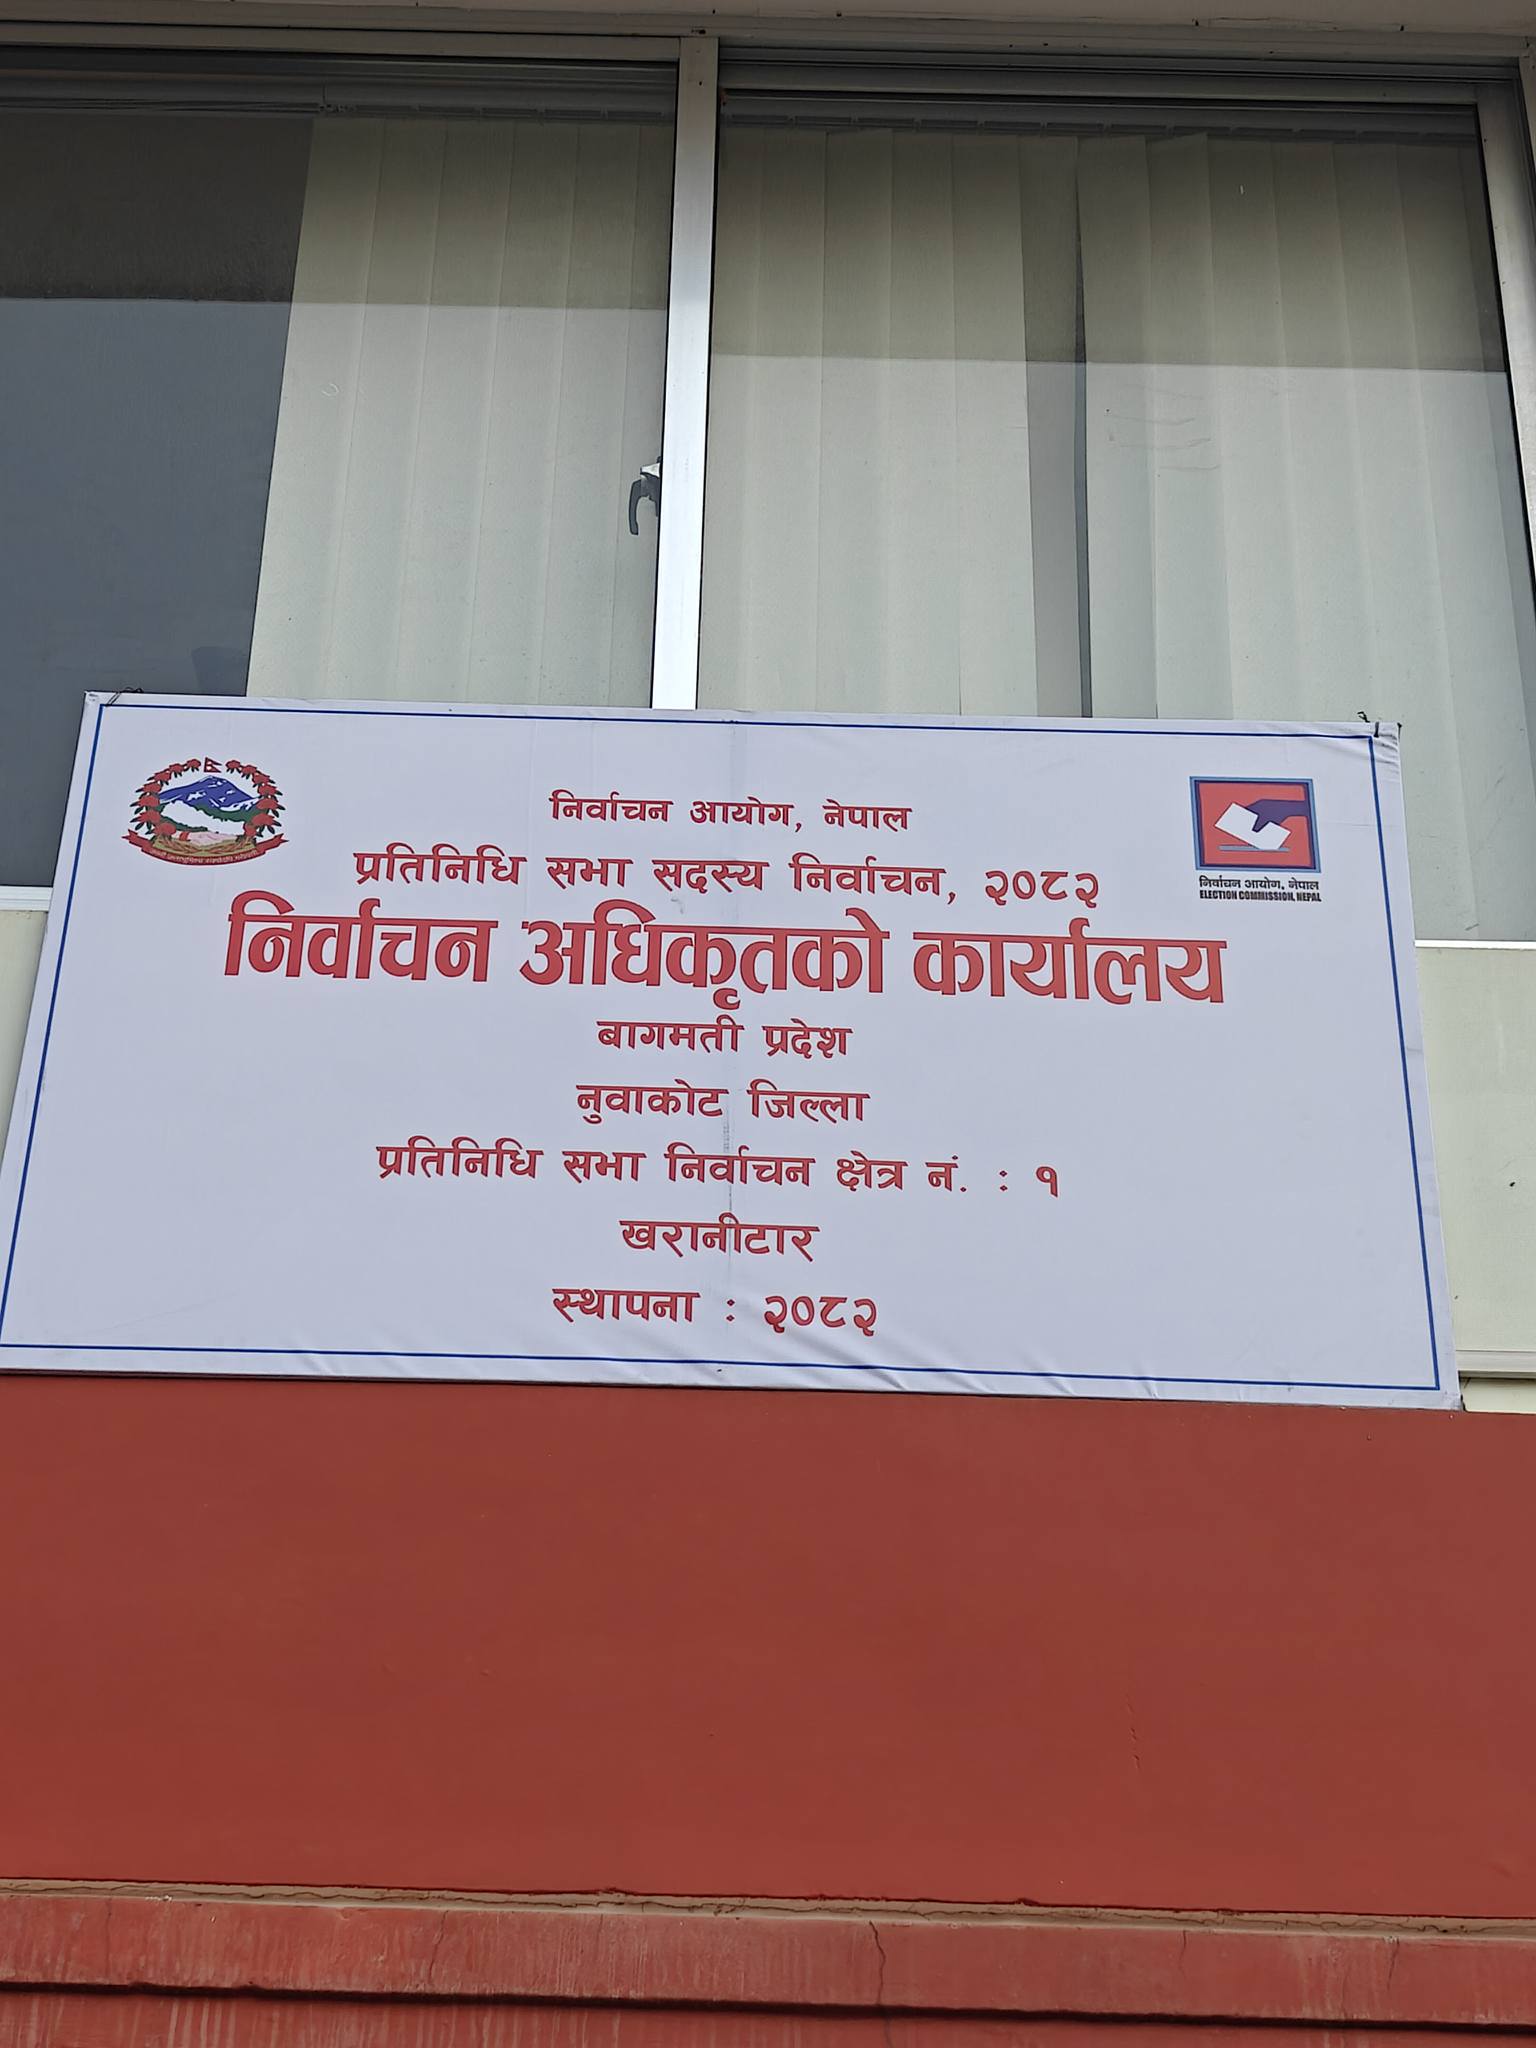 निर्वाचन आयोग, नेपाल
प्रतिनिधि सभा सदस्य निर्वाचन, २०८२
निर्वाचन आयोग, नेपाल
ELECTION COMMISSION, NEPAL
निर्वाचन अधिकृतको कार्यालय
बागमती प्रदेश
नुवाकोट जिल्ला
प्रतिनिधि सभा निर्वाचन क्षेत्र नं. : १
खरानीटार
स्थापना : २०८२